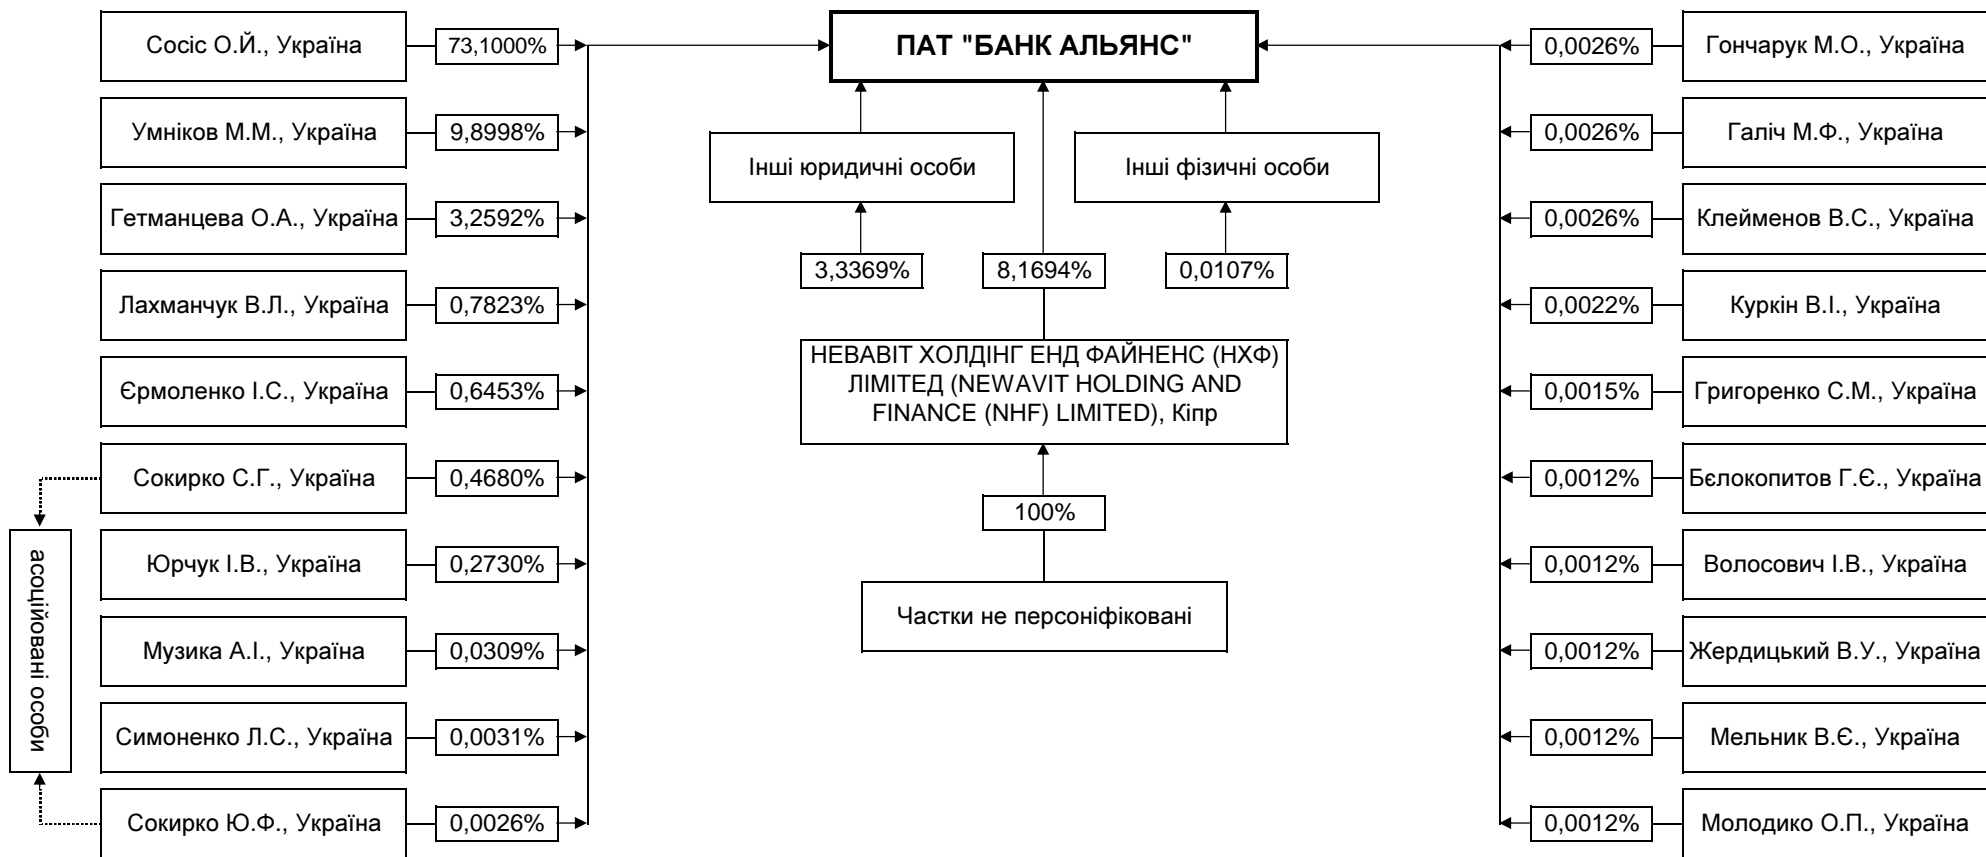 Сосіс О.Й., Україна
73,1000%
ПАТ "БАНК АЛЬЯНС"
0,0026%
Гончарук М.О., Україна
Умніков М.М., Україна
9,8998%
Інші юридичні особи
Інші фізичні особи
0,0026%
Галіч М.Ф., Україна
Гетманцева О.А., Україна
3,2592%
0,0026%
Клейменов В.С., Україна
3,3369%
8,1694%
0,0107%
Лахманчук В.Л., Україна
0,7823%
0,0022%
Куркін В.І., Україна
НЕВАВІТ ХОЛДІНГ ЕНД ФАЙНЕНС (НХФ)
ЛІМІТЕД (NEWAVIT HOLDING AND
FINANCE (NHF) LIMITED), Кіпр
Єрмоленко І.С., Україна
0,6453%
0,0015%
Григоренко С.М., Україна
Сокирко С.Г., Україна
0,4680%
0,0012%
Бєлокопитов Г.Є., Україна
100%
асоційовані особи
Юрчук І.В., Україна
0,2730%
0,0012%
Волосович І.В., Україна
Частки не персоніфіковані
Музика А.І., Україна
0,0309%
0,0012%
Жердицький В.У., Україна
Симоненко Л.С., Україна
0,0031%
0,0012%
Мельник В.Є., Україна
Сокирко Ю.Ф., Україна
0,0026%
0,0012%
Молодико О.П., Україна